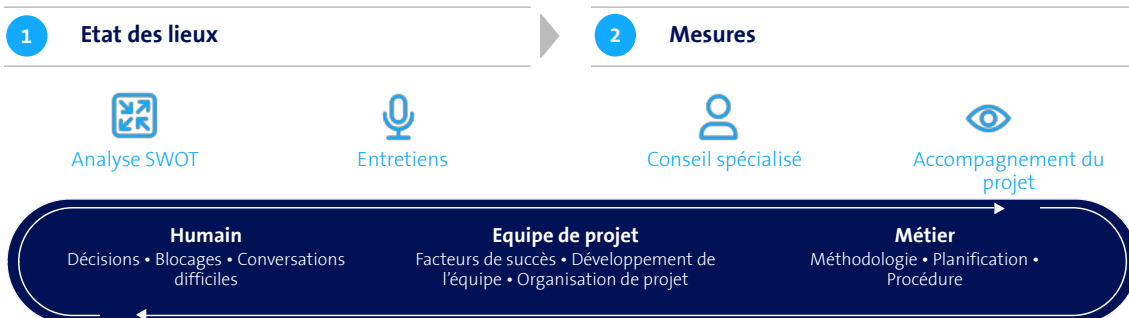 1 Etat des lieux
2 Mesures
Analyse SWOT
Entretiens
Conseil spécialisé
Accompagnement du
projet
Humain
Décisions • Blocages • Conversations
difficiles
Equipe de projet
Facteurs de succès • Développement de
l'équipe • Organisation de projet
Métier
Méthodologie • Planification •
Procédure